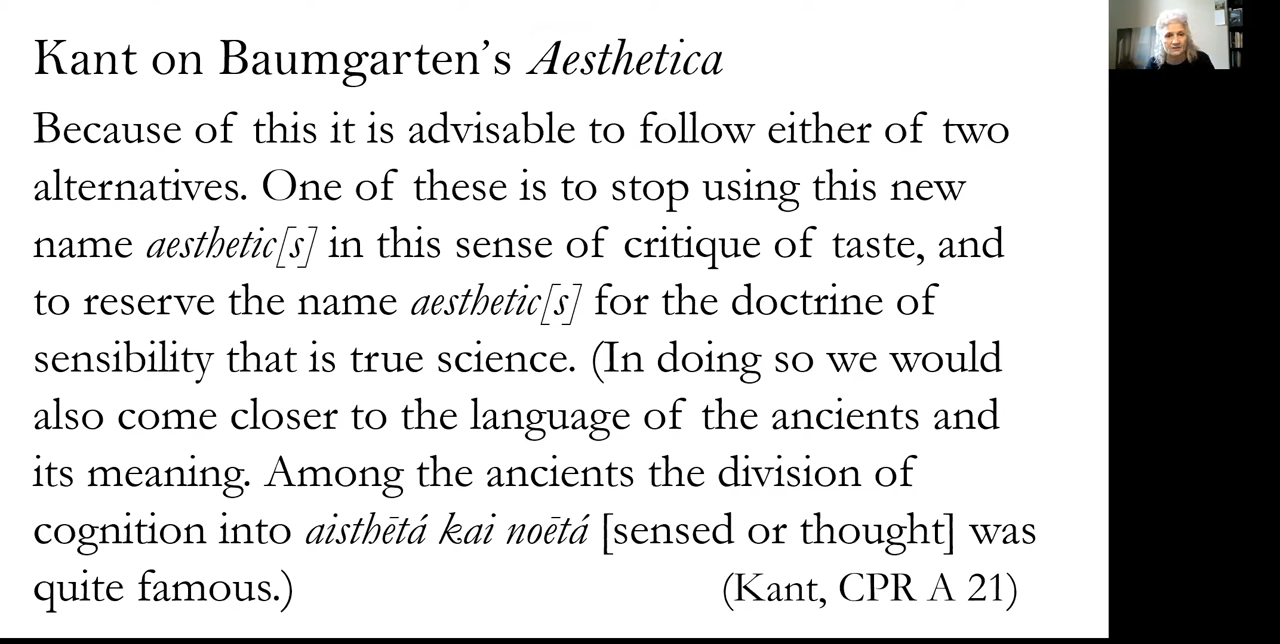 Kant on Baumgarten’s Aesthetica
Because of this it is advisable to follow either of two
alternatives. One of these is to stop using this new
name aesthetic[s] in this sense of critique of taste, and
to reserve the name aesthetic[s] for the doctrine of
sensibility that is true science. (In doing so we would
also come closer to the language of the ancients and
its meaning. Among the ancients the division of
cognition into aisthētá kai noētá [sensed or thought] was
quite famous.) (Kant, CPR A 21)